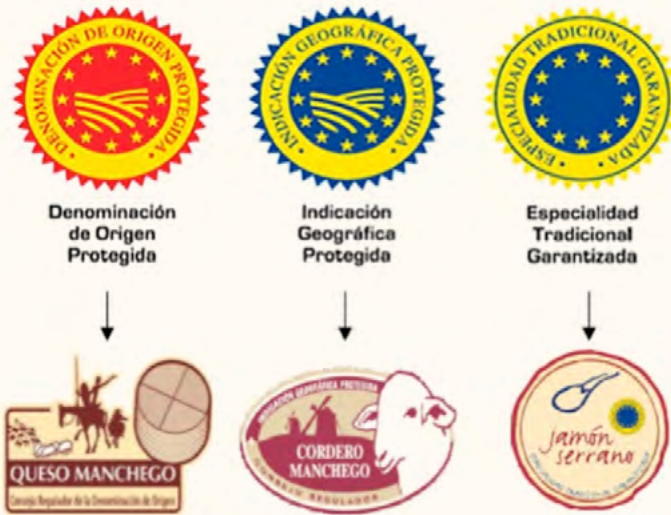 DENOMINACIÓN DE ORIGEN PROTEGIDA
INDICACIÓN GEOGRÁFICA PROTEGIDA
ESPECIALIDAD TRADICIONAL GARANTIZADA
Denominación
de Origen
Protegida
Indicación
Geográfica
Protegida
Especialidad
Tradicional
Garantizada
QUESO MANCHEGO
Consejo Regulador de la Denominación de Origen
INDICACIÓN GEOGRÁFICA PROTEGIDA
CORDERO
MANCHEGO
CONSEJO REGULADOR
jamón
serrano